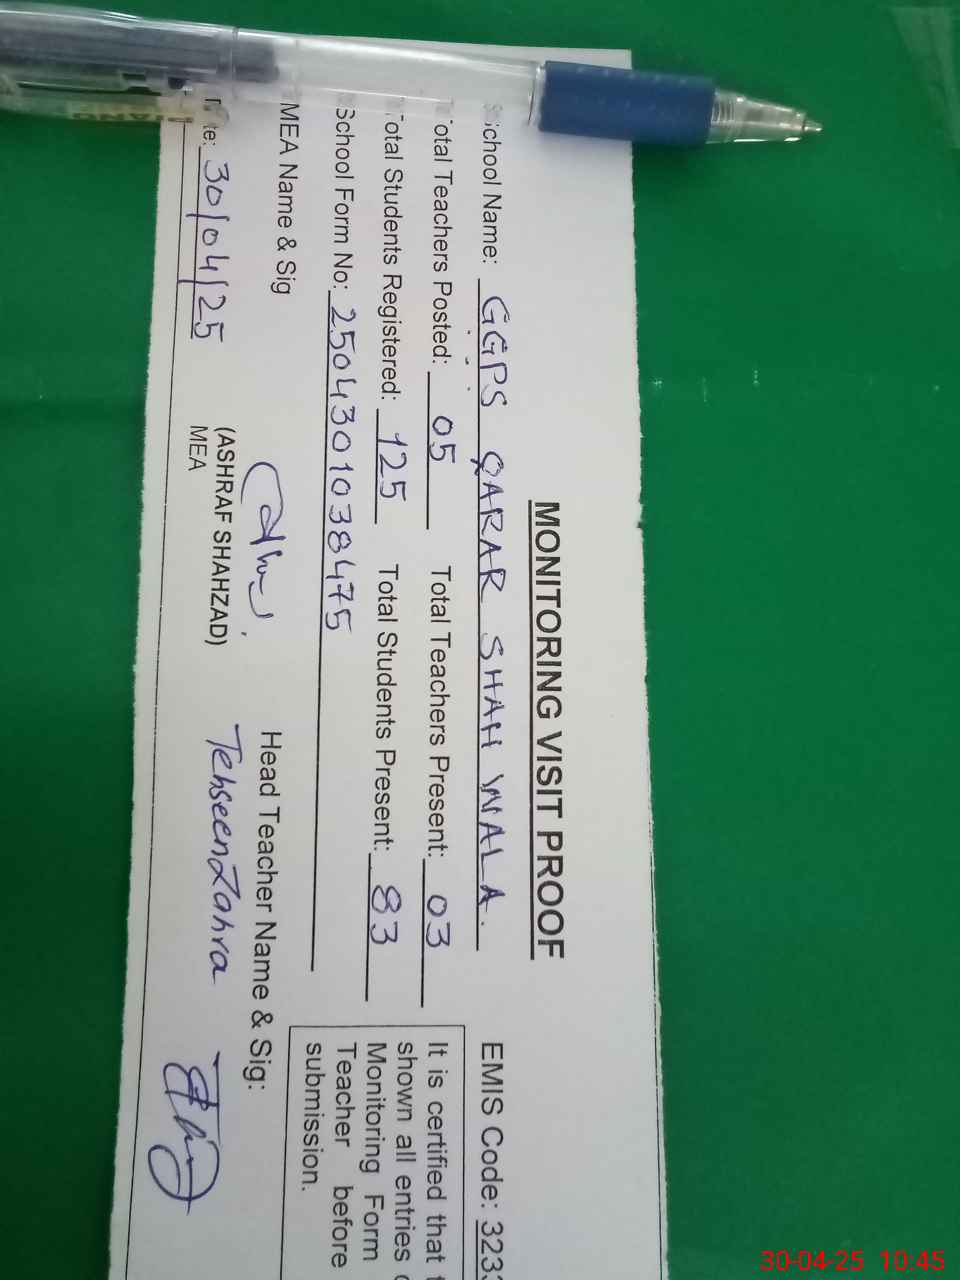 MONITORING VISIT PROOF
School Name: GGPS QARAR SHAH WALA. EMIS Code: 323
Total Teachers Posted: 05 Total Teachers Present: 03
Total Students Registered: 125 Total Students Present: 83
School Form No: 2504301038475
It is certified that
shown all entries
Monitoring Form
Teacher before
submission.
MEA Name & Sig
Head Teacher Name & Sig:
(ASHRAF SHAHZAD)
MEA
Tehseen Zahra
Date: 30/04/25
PIANO
30-04-25 10:45